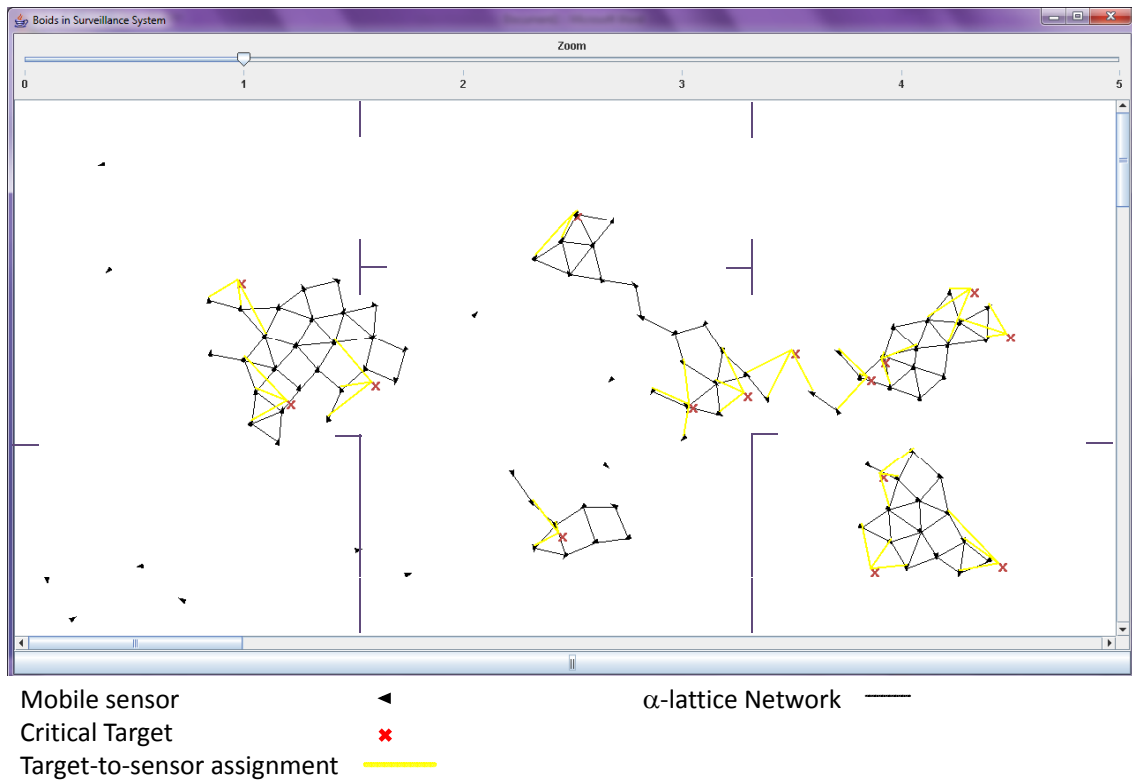 Boids in Surveillance System
Zoom
0 1 2 3 4 5
Mobile sensor
α-lattice Network
Critical Target
Target-to-sensor assignment